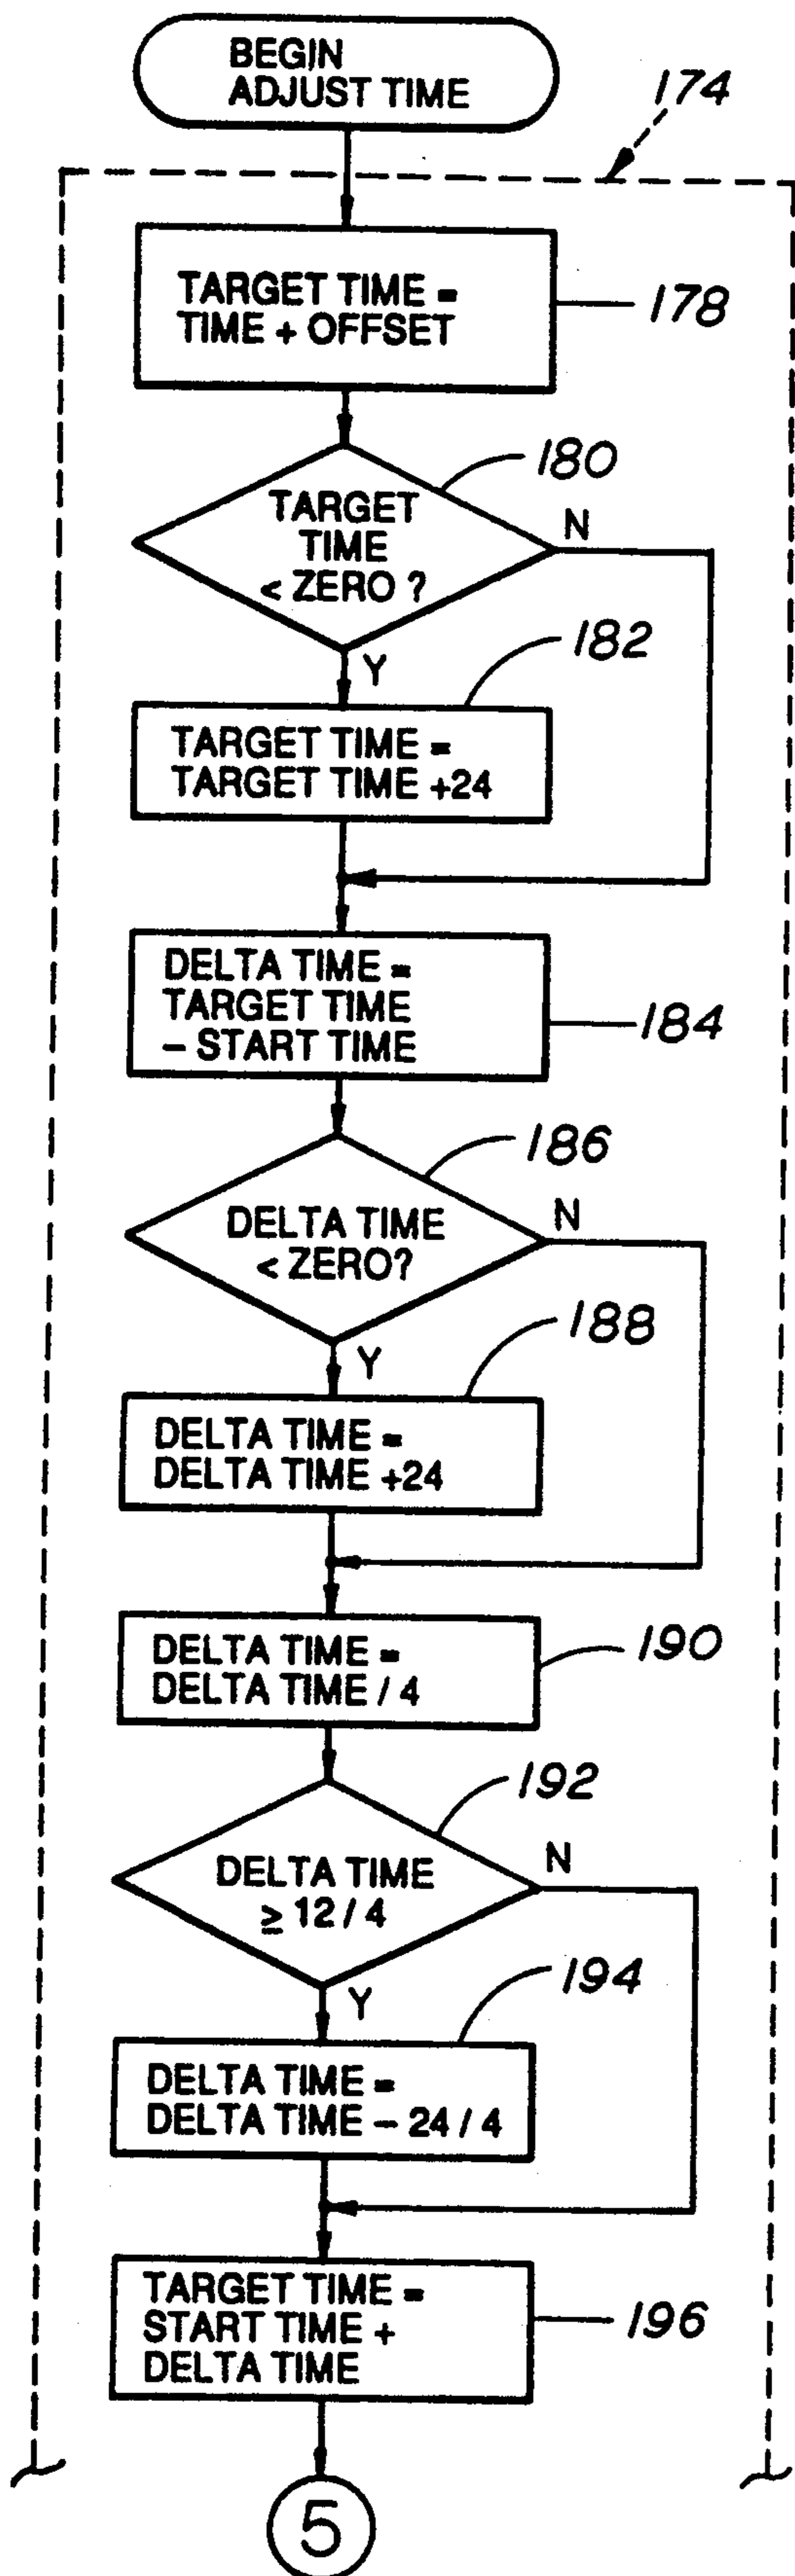 BEGIN
ADJUST TIME
174
TARGET TIME =
TIME + OFFSET
178
180
TARGET
TIME
< ZERO ?
N
Y
182
TARGET TIME =
TARGET TIME +24
DELTA TIME =
TARGET TIME
– START TIME
184
186
DELTA TIME
< ZERO?
N
Y
188
DELTA TIME =
DELTA TIME +24
DELTA TIME =
DELTA TIME / 4
190
192
DELTA TIME
≥ 12 / 4
N
Y
194
DELTA TIME =
DELTA TIME – 24 / 4
TARGET TIME =
START TIME +
DELTA TIME
196
5